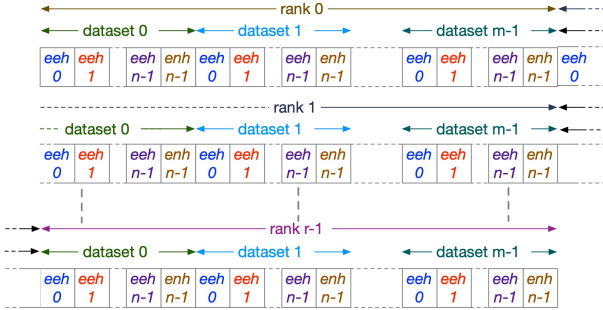 rank 0
dataset 0 dataset 1 dataset m-1
eeh eeh eeh enh eeh eeh eeh enh eeh eeh eeh enh eeh
0 1 n-1 n-1 0 1 n-1 n-1 0 1 n-1 n-1 0
rank 1
dataset 0 dataset 1 dataset m-1
eeh eeh eeh enh eeh eeh eeh enh eeh eeh eeh enh
0 1 n-1 n-1 0 1 n-1 n-1 0 1 n-1 n-1
rank r-1
dataset 0 dataset 1 dataset m-1
eeh eeh eeh enh eeh eeh eeh enh eeh eeh eeh enh
0 1 n-1 n-1 0 1 n-1 n-1 0 1 n-1 n-1